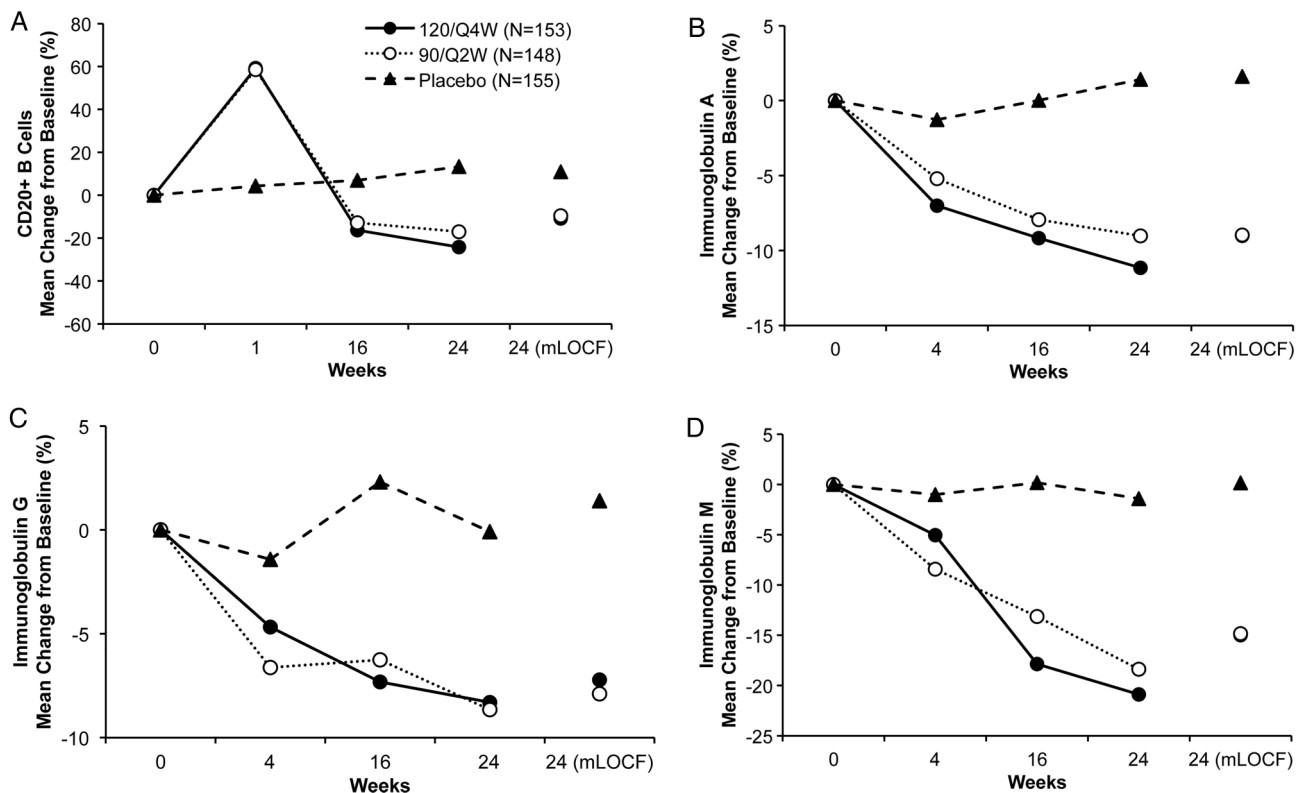 A
CD20+ B Cells
Mean Change from Baseline (%)
80
60
40
20
0
-20
-40
-60
120/Q4W (N=153)
90/Q2W (N=148)
Placebo (N=155)
0 1 16 24 24 (mLOCF)
Weeks
B
Immunoglobulin A
Mean Change from Baseline (%)
5
0
-5
-10
-15
0 4 16 24 24 (mLOCF)
Weeks
C
Immunoglobulin G
Mean Change from Baseline (%)
5
0
-5
-10
0 4 16 24 24 (mLOCF)
Weeks
D
Immunoglobulin M
Mean Change from Baseline (%)
5
0
-5
-10
-15
-20
-25
0 4 16 24 24 (mLOCF)
Weeks